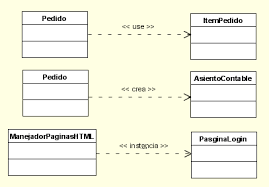 Pedido << use >> ItemPedido
Pedido << crea >> AsientoContable
ManejadorPaginasHTML << instancia >> PasginaLogin